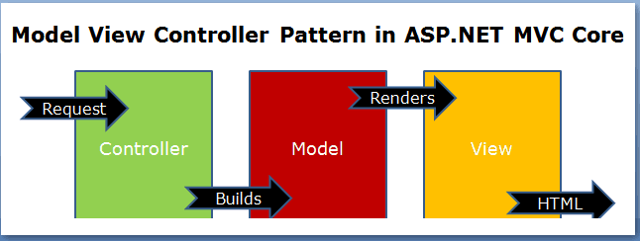 Model View Controller Pattern in ASP.NET MVC Core
Request
Renders
Controller
Model
View
Builds
HTML